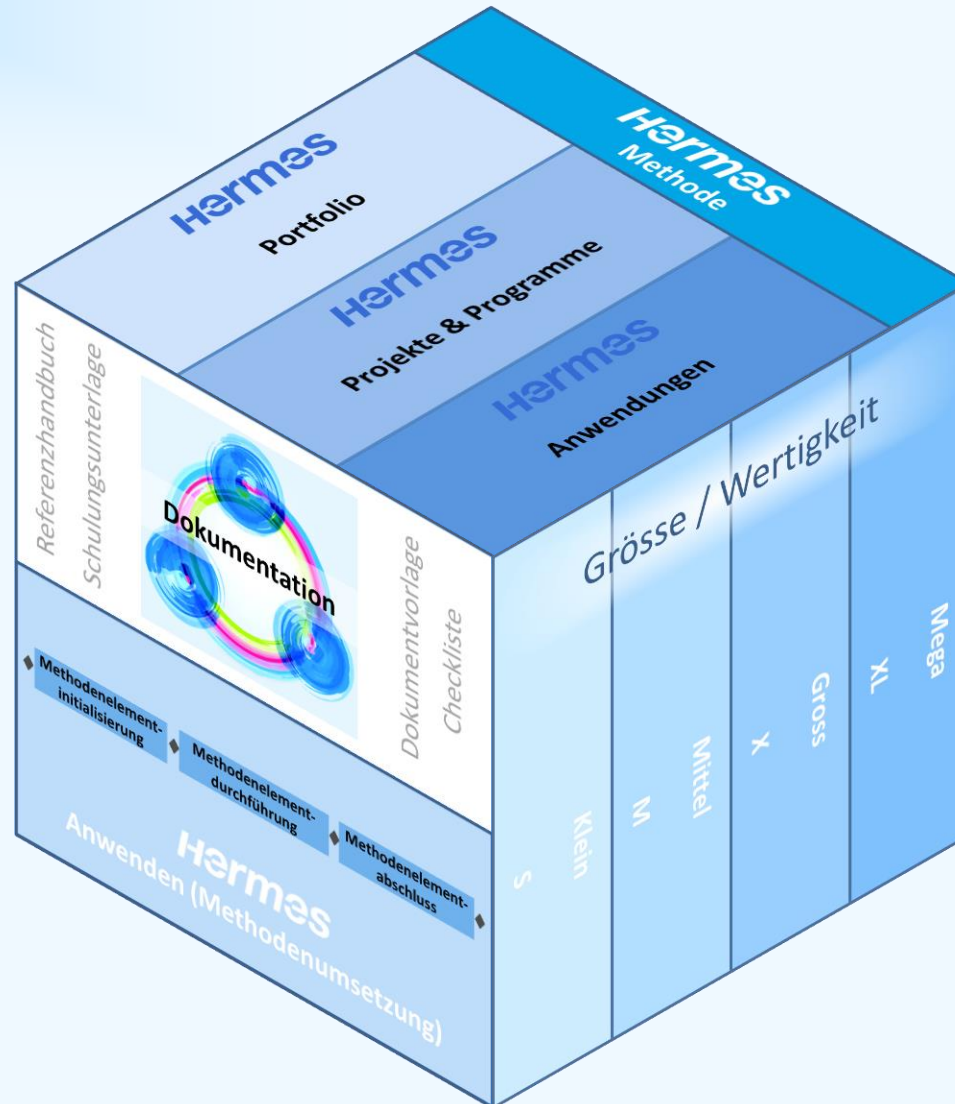 Hermes
Methode
Hermes
Portfolio
Hermes
Projekte & Programme
Hermes
Anwendungen
Referenzhandbuch
Schulungsunterlage
Dokumentation
Dokumentvorlage
Checkliste
Methodenelement-
initialisierung
Methodenelement-
durchführung
Methodenelement-
abschluss
Hermes
Anwenden (Methodenumsetzung)
Grösse / Wertigkeit
S
Klein
M
Mittel
X
Gross
XL
Mega